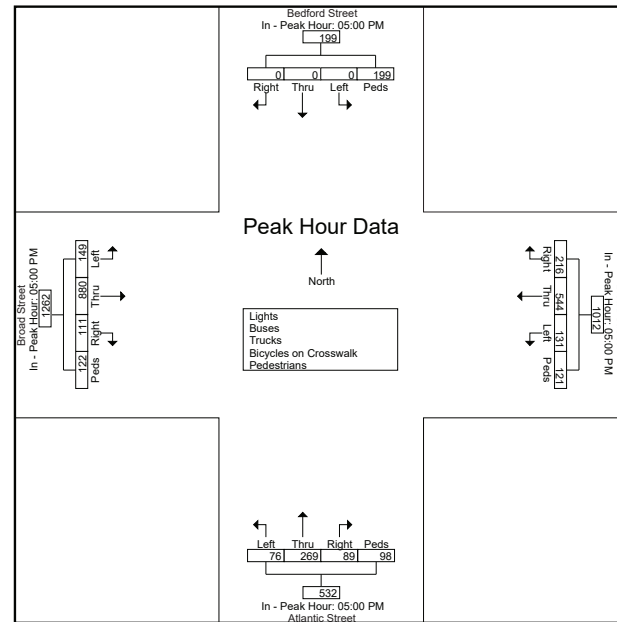 Bedford Street
In - Peak Hour: 05:00 PM
199
0 0 0 199
Right Thru Left Peds
Peak Hour Data
North
Lights
Buses
Trucks
Bicycles on Crosswalk
Pedestrians
Broad Street
In - Peak Hour: 05:00 PM
1262
149 880 111 122
Left Thru Right Peds
Right Thru Left Peds
216 544 131 121
1012
In - Peak Hour: 05:00 PM
Left Thru Right Peds
76 269 89 98
532
In - Peak Hour: 05:00 PM
Atlantic Street